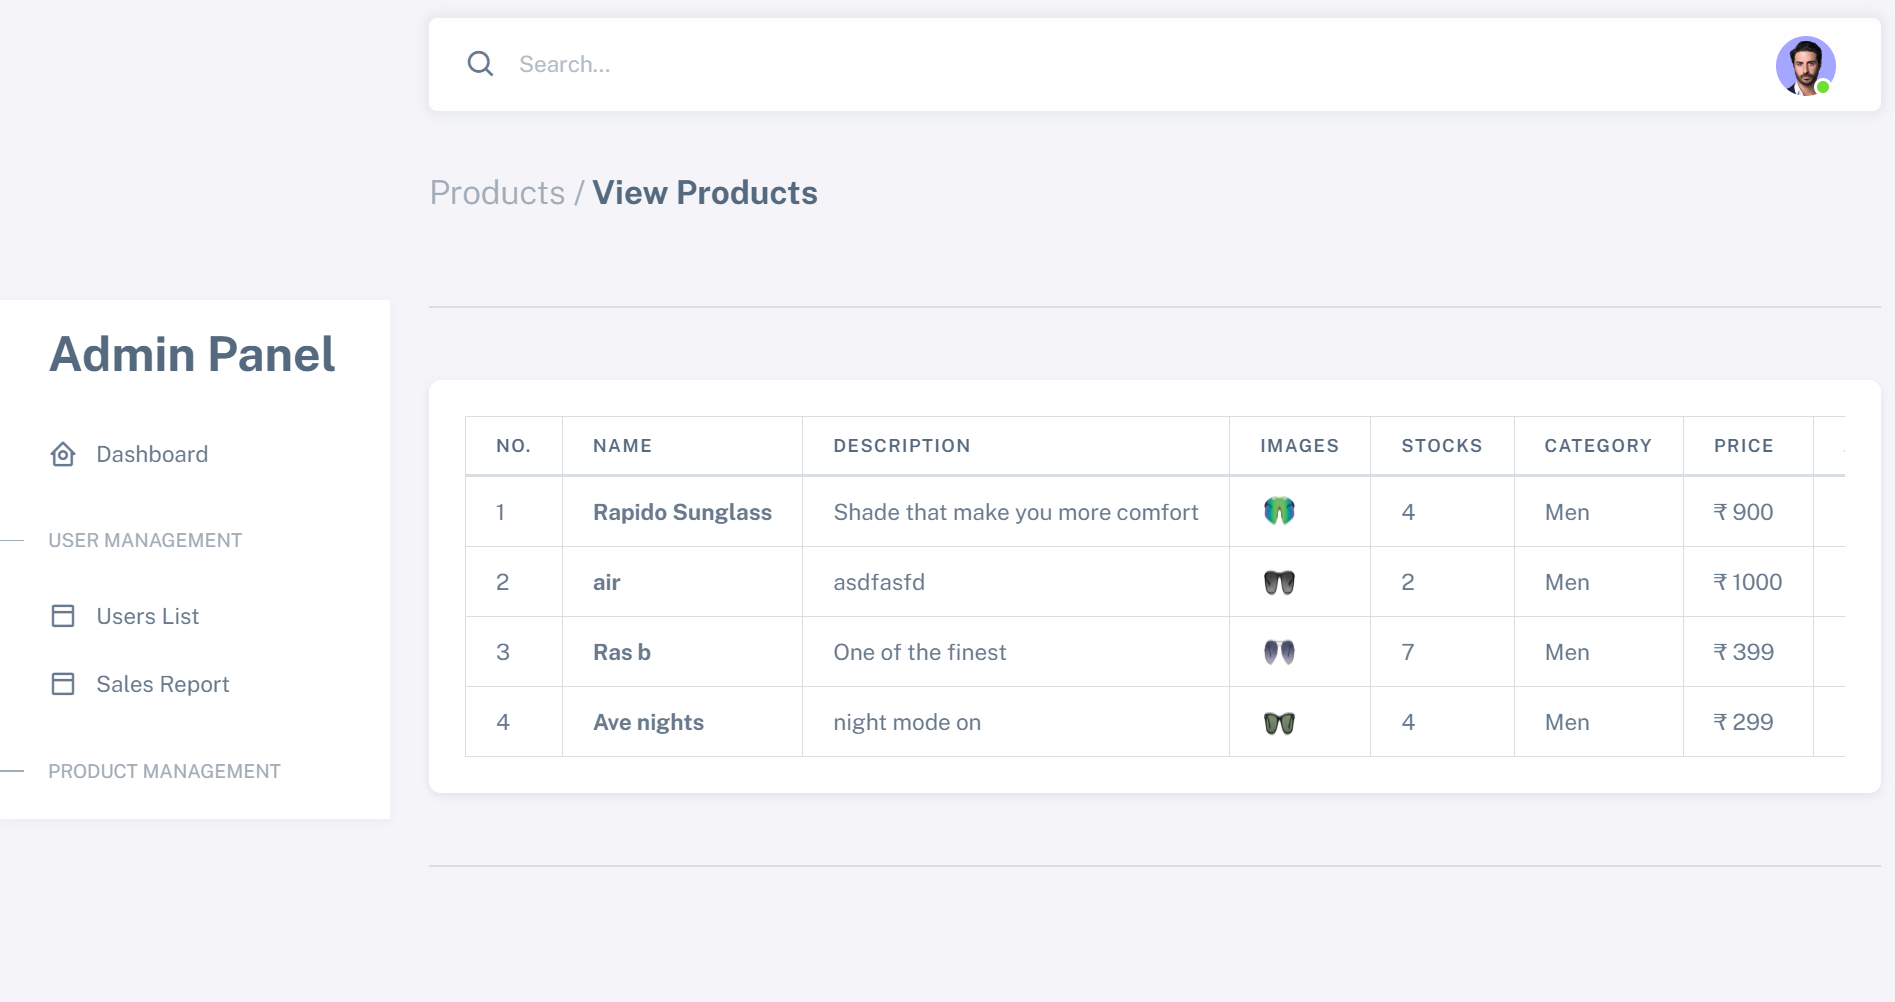 Search...
Products / View Products
Admin Panel
Dashboard
USER MANAGEMENT
Users List
Sales Report
PRODUCT MANAGEMENT
NO. NAME DESCRIPTION IMAGES STOCKS CATEGORY PRICE
1 Rapido Sunglass Shade that make you more comfort 4 Men ₹ 900
2 air asdfasfd 2 Men ₹ 1000
3 Ras b One of the finest 7 Men ₹ 399
4 Ave nights night mode on 4 Men ₹ 299